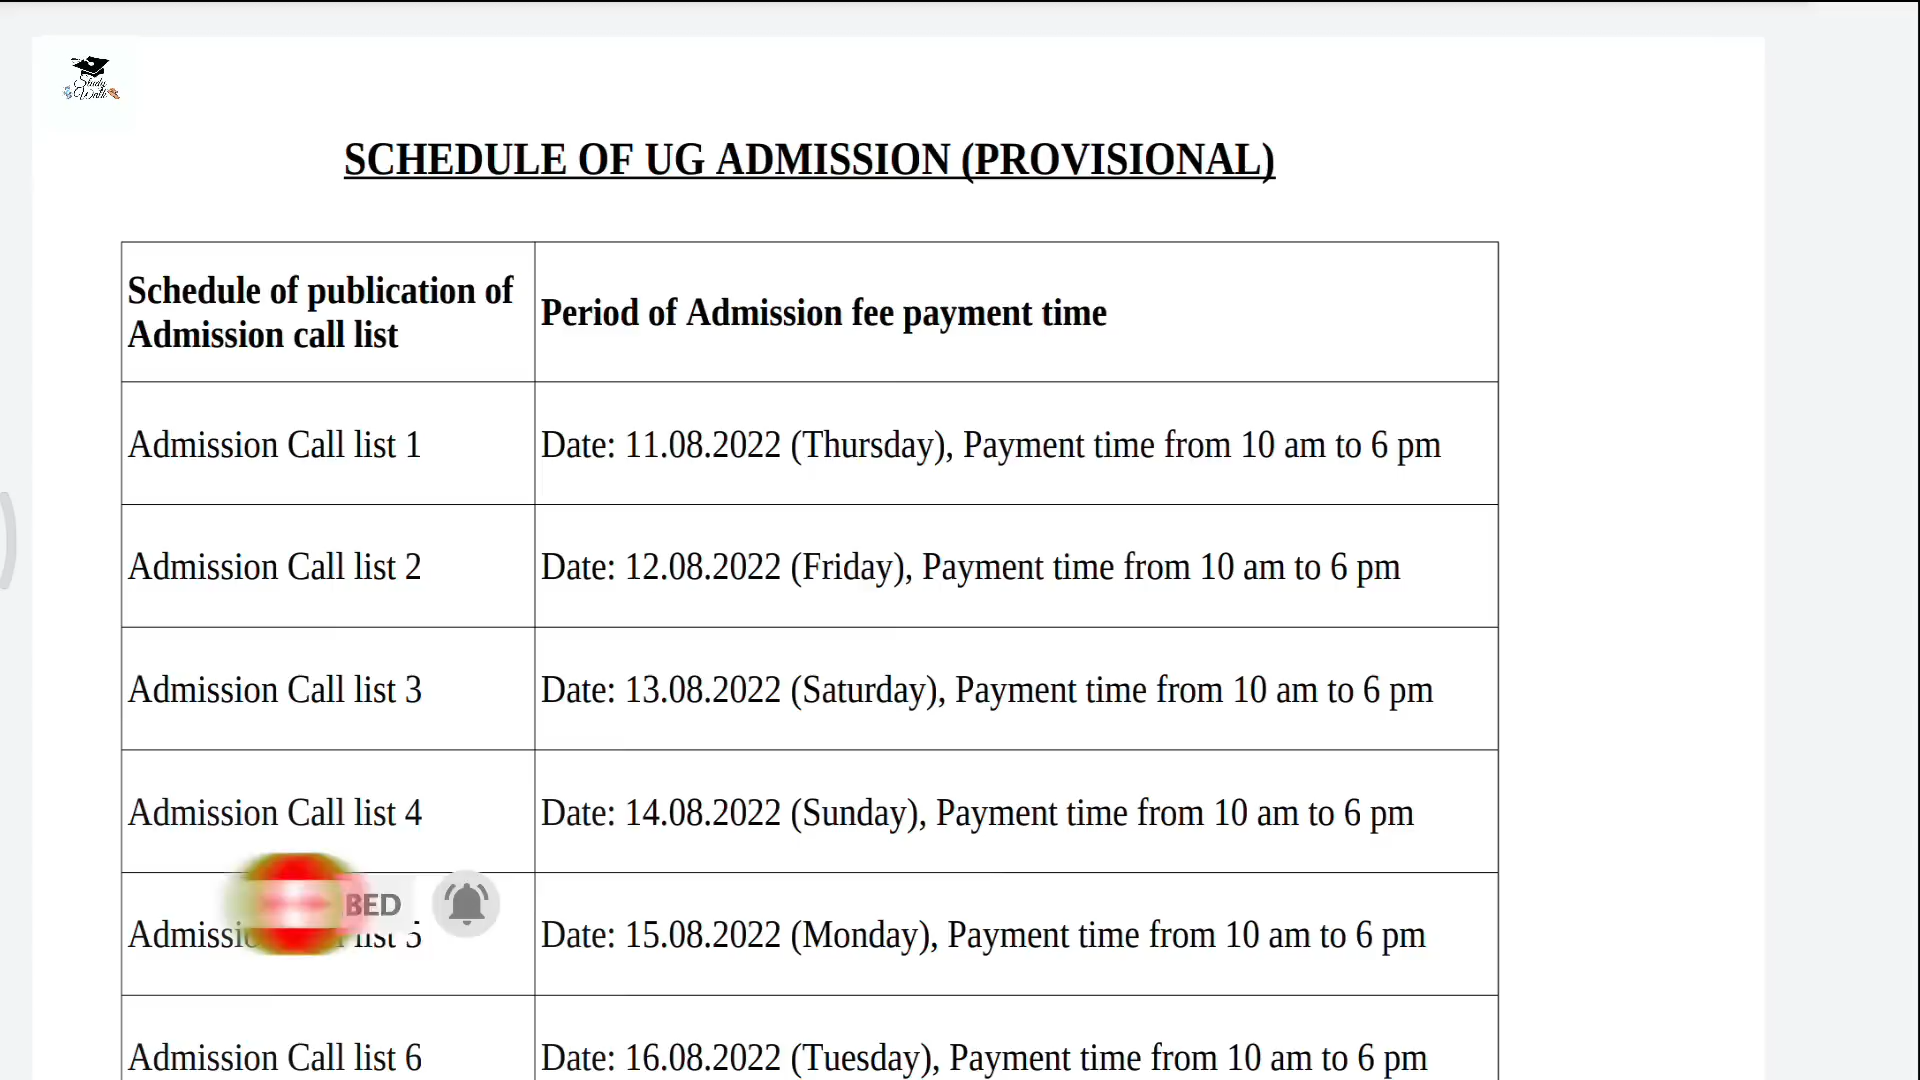 Study
Walk
SCHEDULE OF UG ADMISSION (PROVISIONAL)
Schedule of publication of
Admission call list
Period of Admission fee payment time
Admission Call list 1
Date: 11.08.2022 (Thursday), Payment time from 10 am to 6 pm
Admission Call list 2
Date: 12.08.2022 (Friday), Payment time from 10 am to 6 pm
Admission Call list 3
Date: 13.08.2022 (Saturday), Payment time from 10 am to 6 pm
Admission Call list 4
Date: 14.08.2022 (Sunday), Payment time from 10 am to 6 pm
BED
list 5
Date: 15.08.2022 (Monday), Payment time from 10 am to 6 pm
Admission Call list 6
Date: 16.08.2022 (Tuesday), Payment time from 10 am to 6 pm